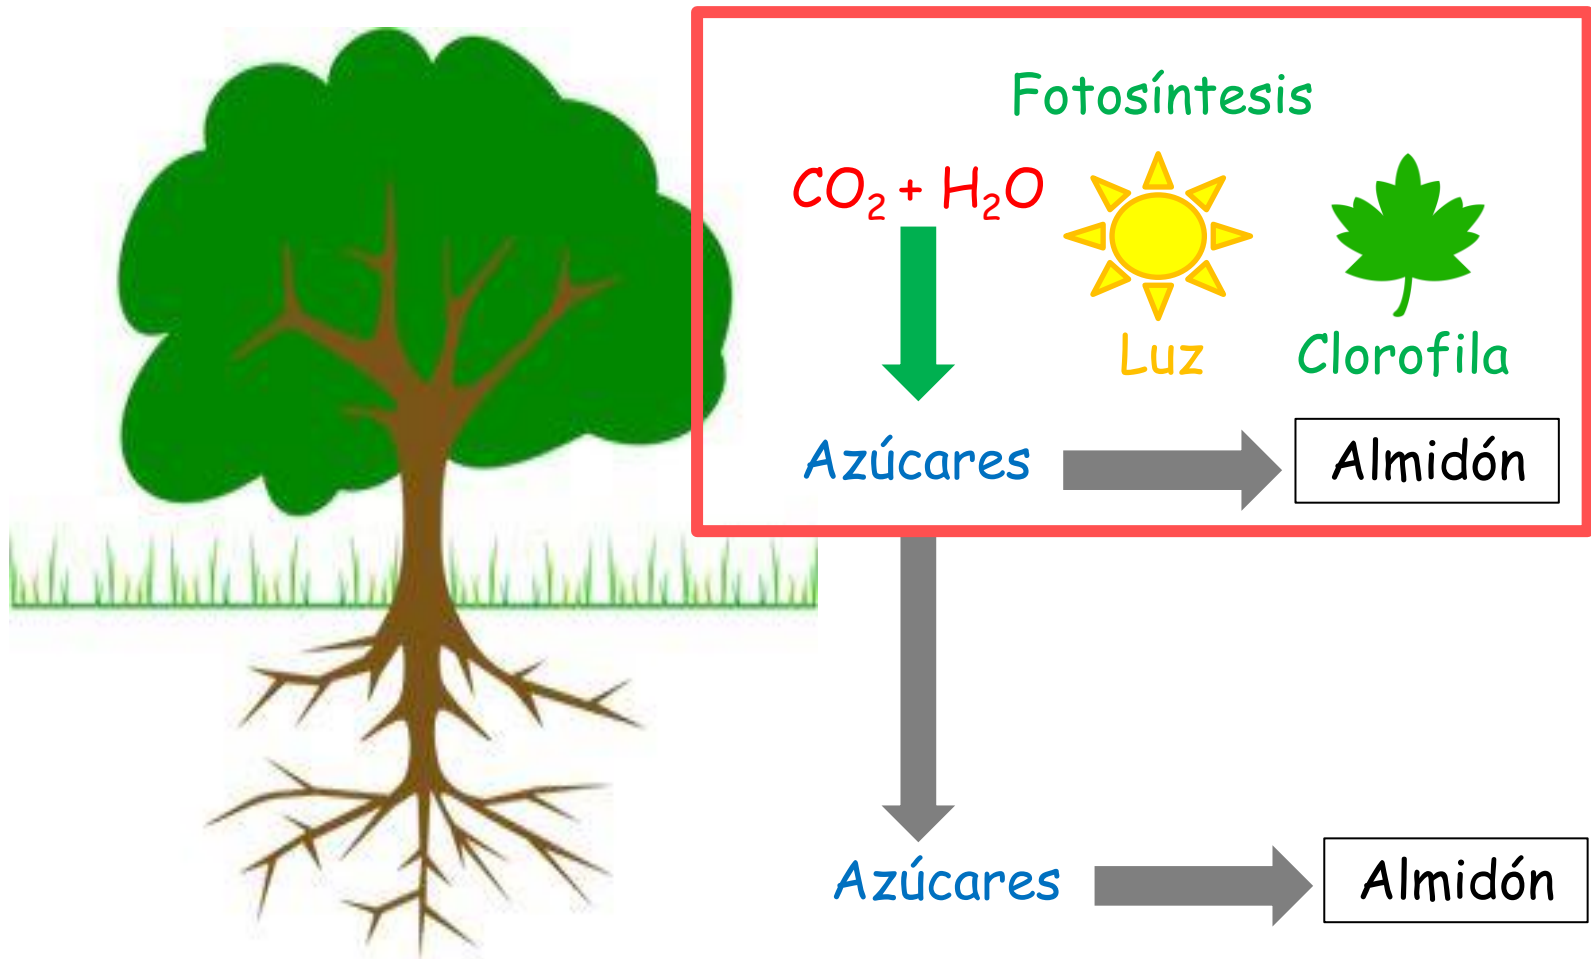 Fotosíntesis
CO₂ + H₂O
Luz
Clorofila
Azúcares
Almidón
Azúcares
Almidón